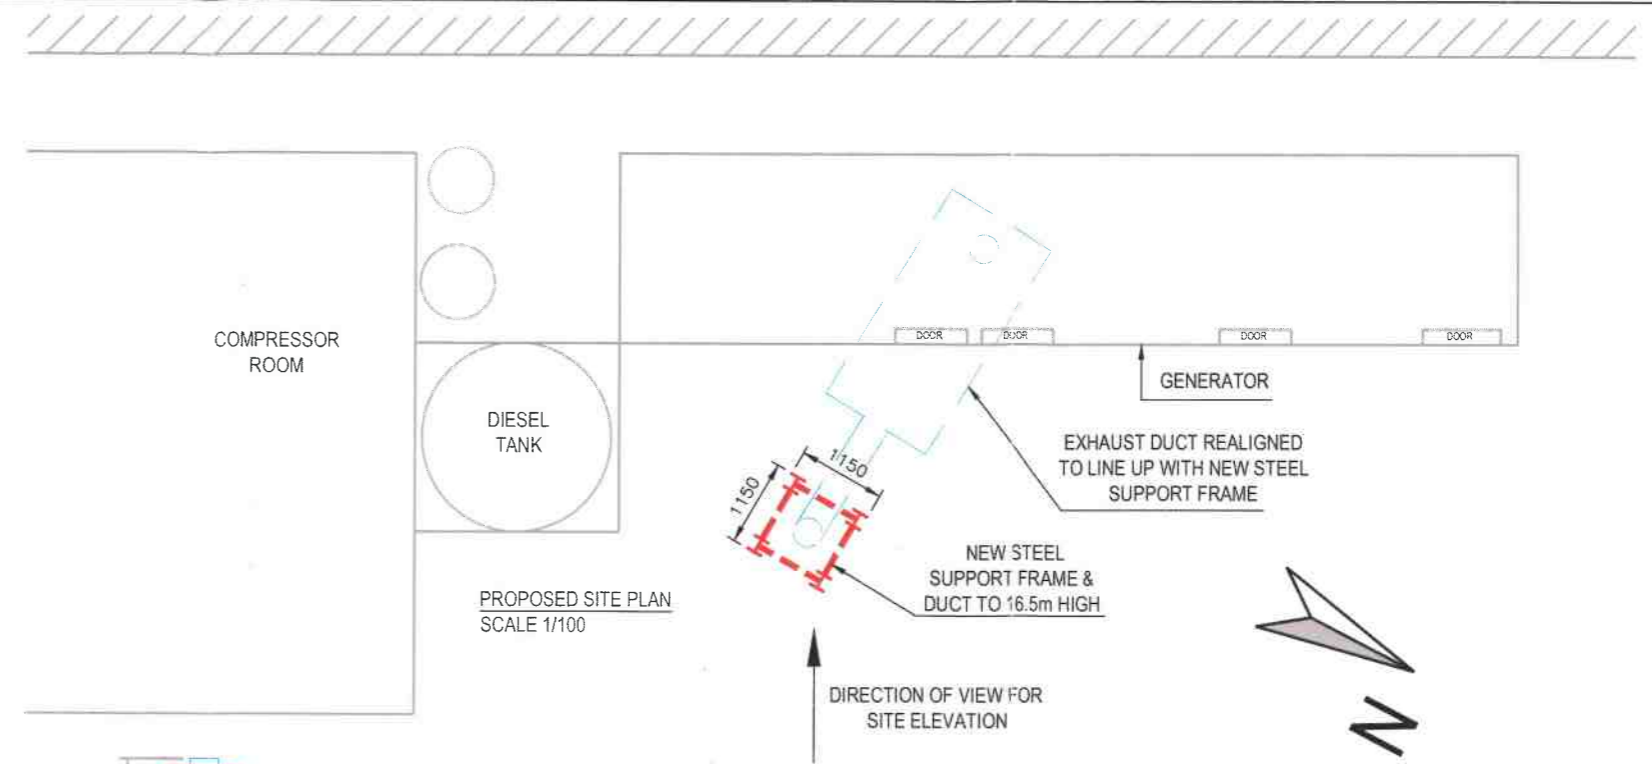 COMPRESSOR
ROOM
DIESEL
TANK
DOOR
DOOR
DOOR
DOOR
GENERATOR
EXHAUST DUCT REALIGNED
TO LINE UP WITH NEW STEEL
SUPPORT FRAME
1150
1150
NEW STEEL
SUPPORT FRAME &
DUCT TO 16.5m HIGH
PROPOSED SITE PLAN
SCALE 1/100
DIRECTION OF VIEW FOR
SITE ELEVATION
N